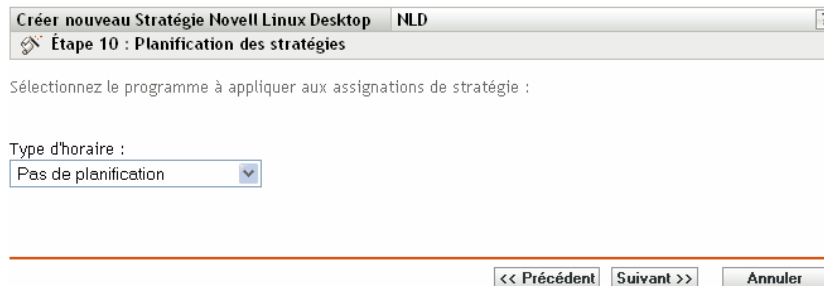 Créer nouveau Stratégie Novell Linux Desktop NLD ?
Étape 10 : Planification des stratégies
Sélectionnez le programme à appliquer aux assignations de stratégie :
Type d'horaire :
Pas de planification
<< Précédent Suivant >> Annuler